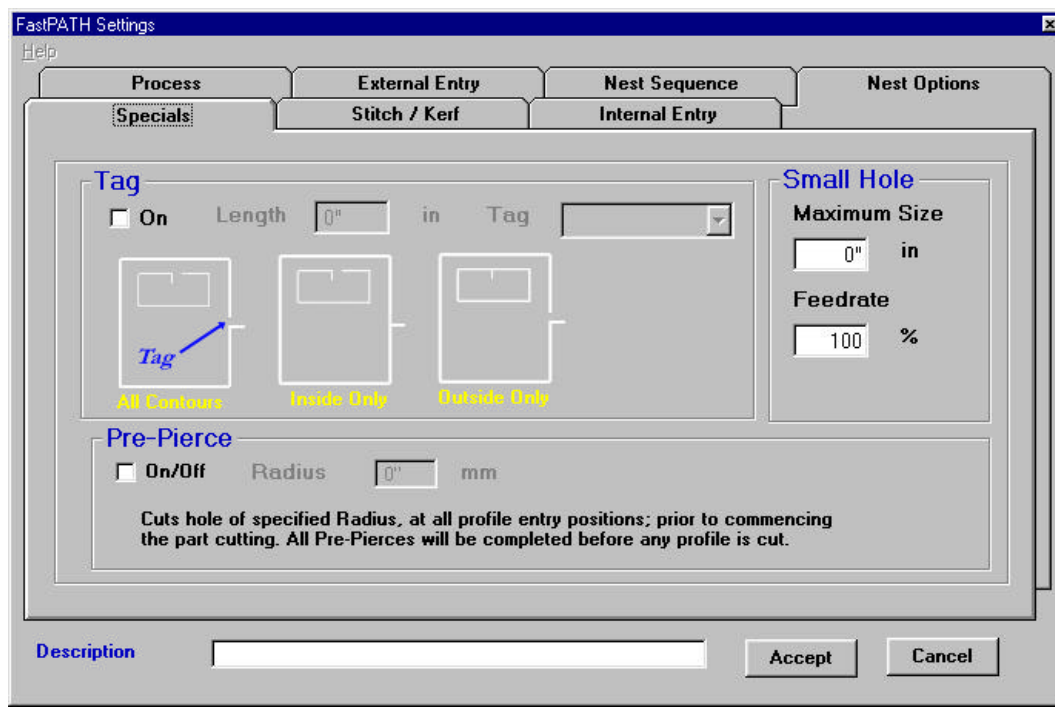 FastPATH Settings
Help
Process External Entry Nest Sequence Nest Options
Specials Stitch / Kerf Internal Entry
Tag
On Length 0" in Tag
Tag
All Contours Inside Only Outside Only
Small Hole
Maximum Size
0" in
Feedrate
100 %
Pre-Pierce
On/Off Radius 0" mm
Cuts hole of specified Radius, at all profile entry positions; prior to commencing
the part cutting. All Pre-Pierces will be completed before any profile is cut.
Description Accept Cancel